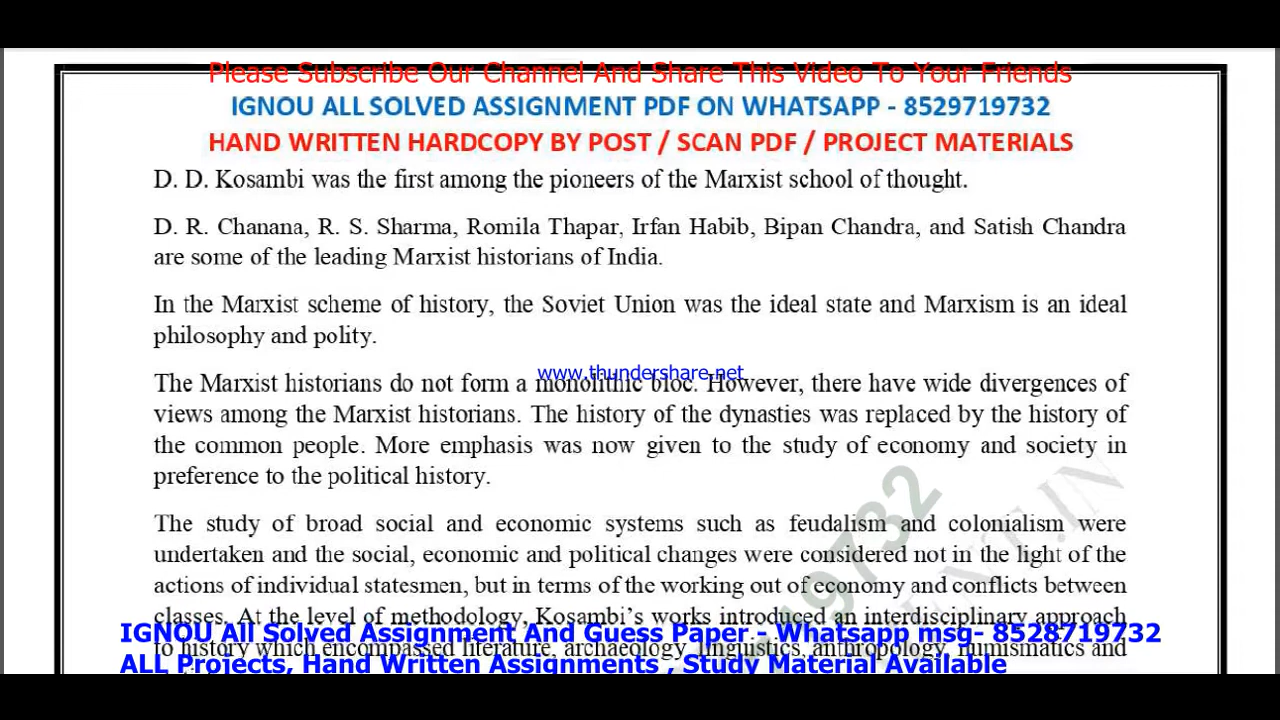 Please Subscribe Our Channel And Share This Video To Your Friends
IGNOU ALL SOLVED ASSIGNMENT PDF ON WHATSAPP - 8529719732
HAND WRITTEN HARDCOPY BY POST / SCAN PDF / PROJECT MATERIALS
D. D. Kosambi was the first among the pioneers of the Marxist school of thought.
D. R. Chanana, R. S. Sharma, Romila Thapar, Irfan Habib, Bipan Chandra, and Satish Chandra
are some of the leading Marxist historians of India.
In the Marxist scheme of history, the Soviet Union was the ideal state and Marxism is an ideal
philosophy and polity.
www.thundershare.net
The Marxist historians do not form a monolithic bloc. However, there have wide divergences of
views among the Marxist historians. The history of the dynasties was replaced by the history of
the common people. More emphasis was now given to the study of economy and society in
preference to the political history.
The study of broad social and economic systems such as feudalism and colonialism were
undertaken and the social, economic and political changes were considered not in the light of the
actions of individual statesmen, but in terms of the working out of economy and conflicts between
classes. At the level of methodology, Kosambi's works introduced an interdisciplinary approach
IGNOU All Solved Assignment And Guess Paper - Whatsapp msg- 8528719732
to history which encompassed literature, archaeology, linguistics, anthropology, numismatics and
ALL Projects, Hand Written Assignments , Study Material Available